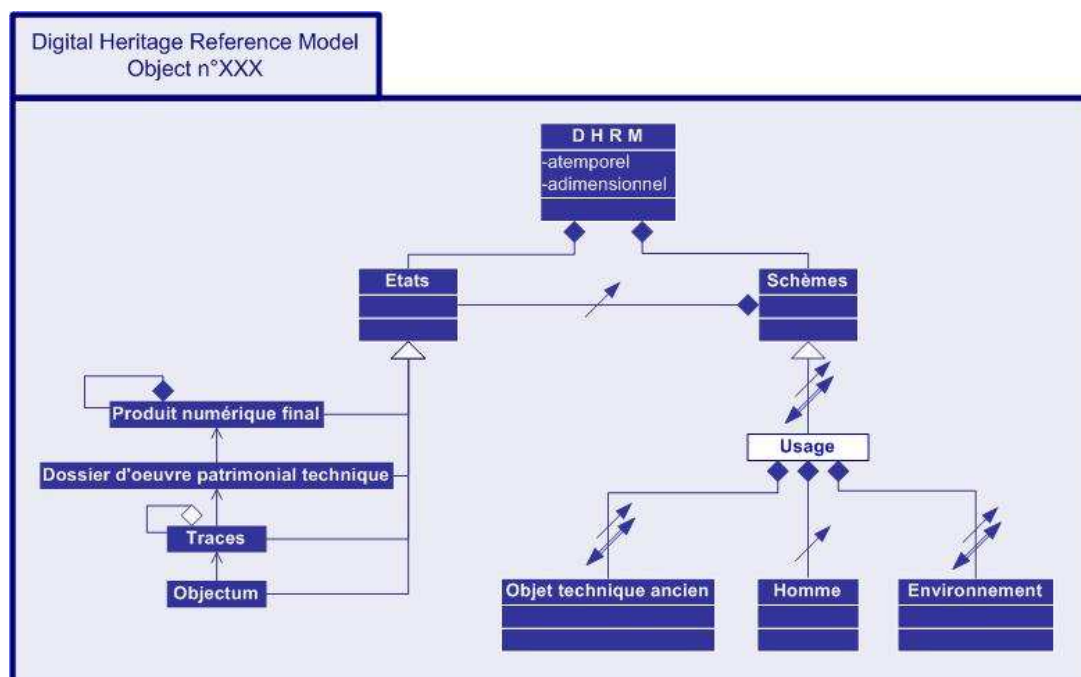 Digital Heritage Reference Model
Object n°XXX
D H R M
-atemporel
-adimensionnel
Etats
Schèmes
Produit numérique final
Usage
Dossier d'oeuvre patrimonial technique
Traces
Objectum
Objet technique ancien
Homme
Environnement